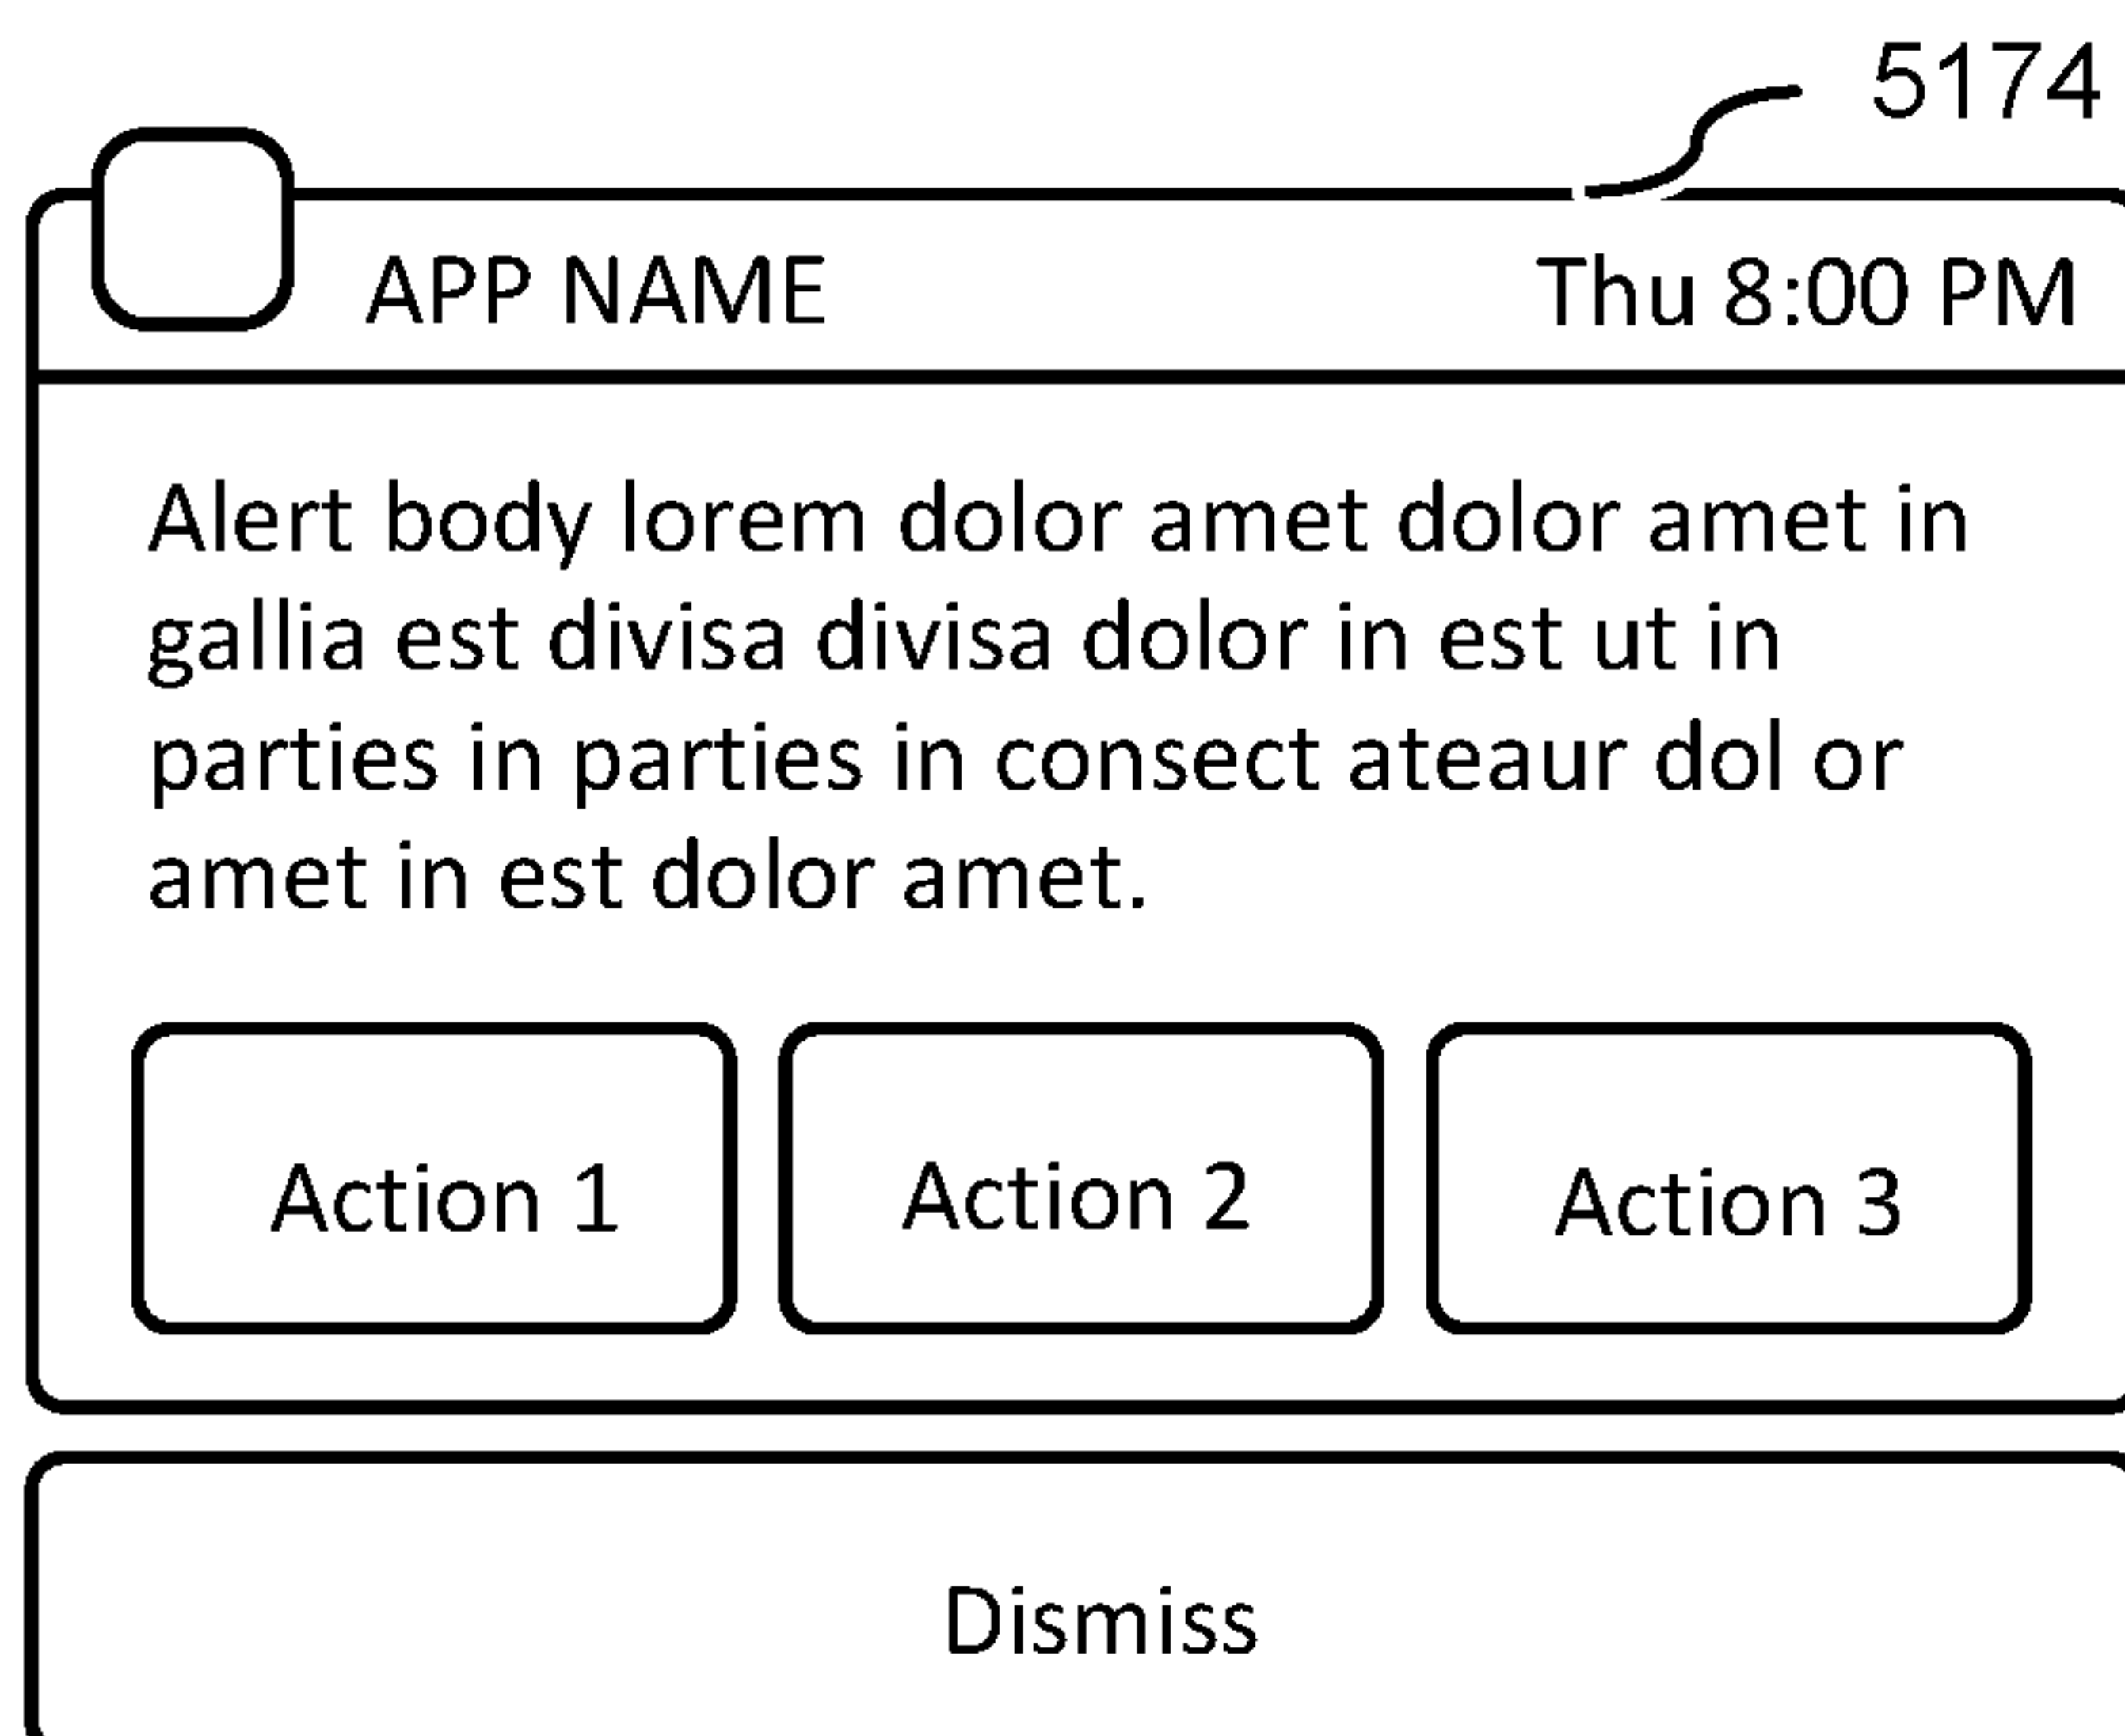 5174
APP NAME Thu 8:00 PM
Alert body lorem dolor amet dolor amet in
gallia est divisa divisa dolor in est ut in
parties in parties in consect ateaur dol or
amet in est dolor amet.
Action 1 Action 2 Action 3
Dismiss